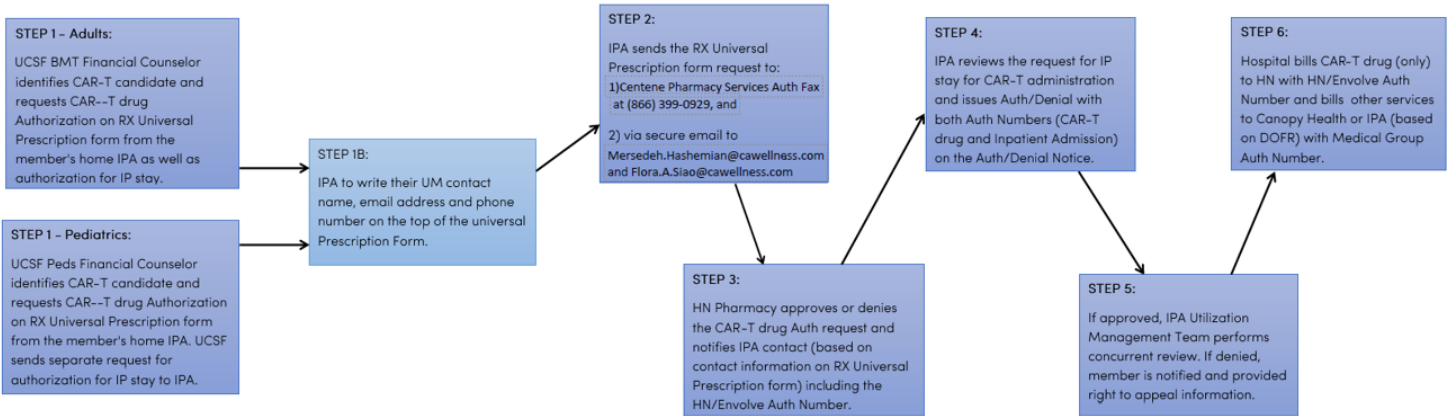 STEP 1 - Adults:
UCSF BMT Financial Counselor
identifies CAR-T candidate and
requests CAR--T drug
Authorization on RX Universal
Prescription form from the
member's home IPA as well as
authorization for IP stay.
STEP 1 - Pediatrics:
UCSF Peds Financial Counselor
identifies CAR-T candidate and
requests CAR--T drug Authorization
on RX Universal Prescription form
from the member's home IPA. UCSF
sends separate request for
authorization for IP stay to IPA.
STEP 1B:
IPA to write their UM contact
name, email address and phone
number on the top of the universal
Prescription Form.
STEP 2:
IPA sends the RX Universal
Prescription form request to:
1)Centene Pharmacy Services Auth Fax
at (866) 399-0929, and
2) via secure email to
Mersedeh.Hashemian@cawellness.com
and Flora.A.Siao@cawellness.com
STEP 3:
HN Pharmacy approves or denies
the CAR-T drug Auth request and
notifies IPA contact (based on
contact information on RX Universal
Prescription form) including the
HN/Envolve Auth Number.
STEP 4:
IPA reviews the request for IP
stay for CAR-T administration
and issues Auth/Denial with
both Auth Numbers (CAR-T
drug and Inpatient Admission)
on the Auth/Denial Notice.
STEP 5:
If approved, IPA Utilization
Management Team performs
concurrent review. If denied,
member is notified and provided
right to appeal information.
STEP 6:
Hospital bills CAR-T drug (only)
to HN with HN/Envolve Auth
Number and bills other services
to Canopy Health or IPA (based
on DOFR) with Medical Group
Auth Number.